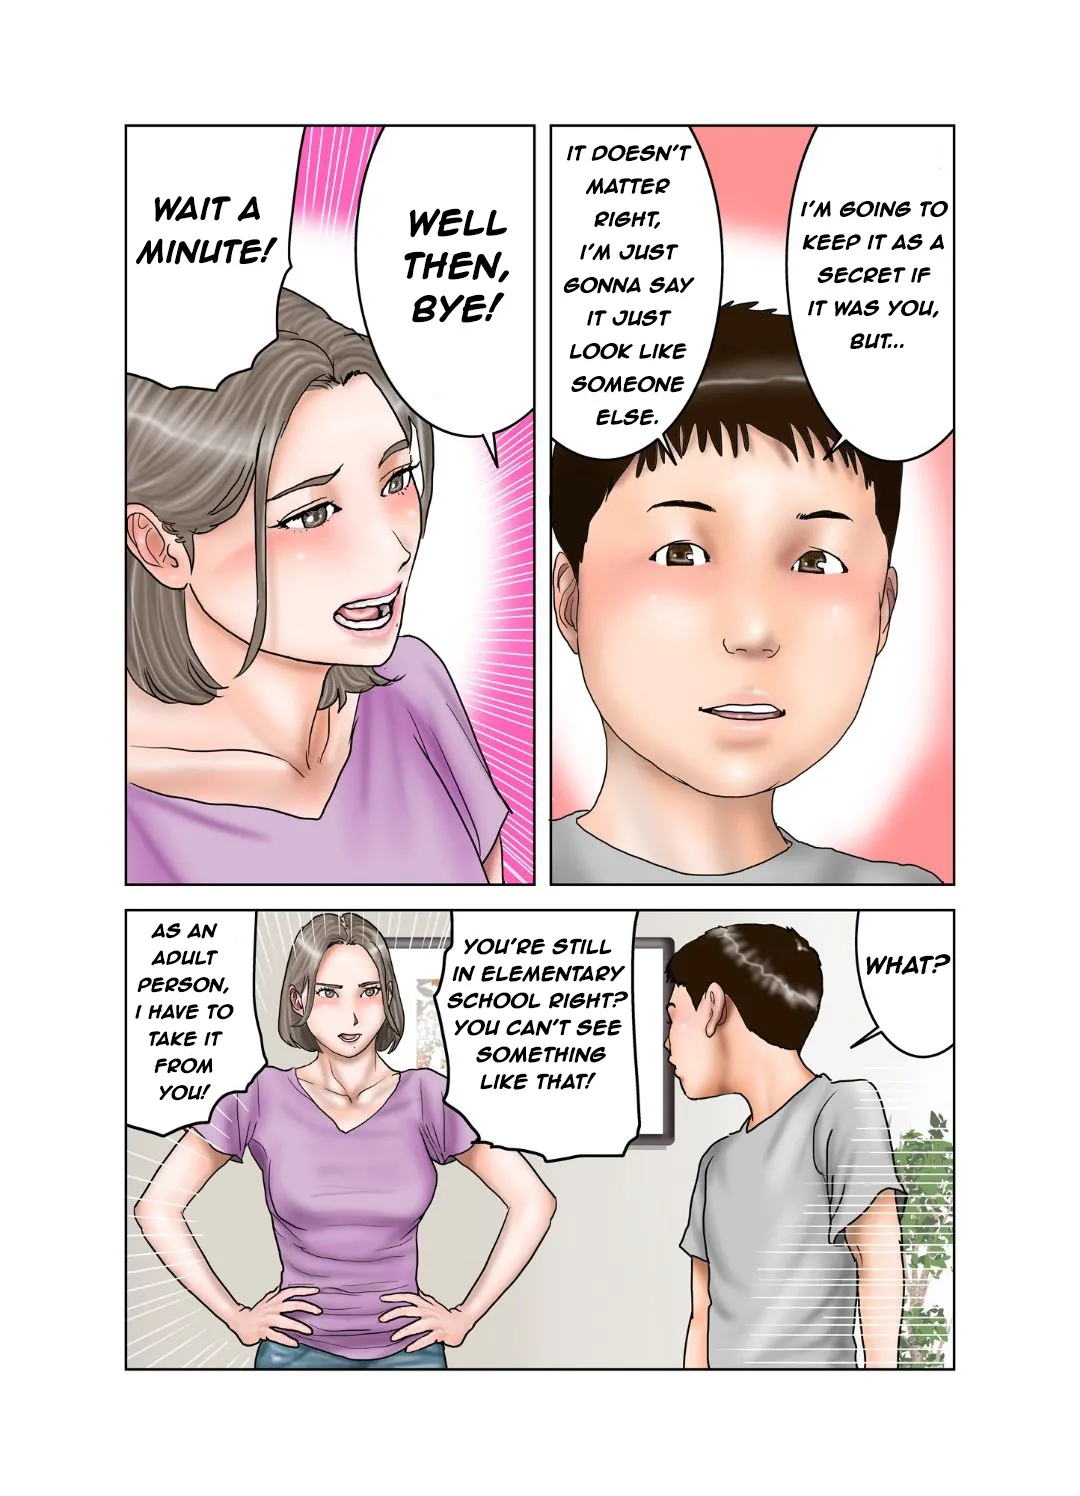 I'M GOING TO
KEEP IT AS A
SECRET IF
IT WAS YOU,
BUT...
IT DOESN'T
MATTER
RIGHT,
I'M JUST
GONNA SAY
IT JUST
LOOK LIKE
SOMEONE
ELSE.
WELL
THEN,
BYE!
WAIT A
MINUTE!
WHAT?
YOU'RE STILL
IN ELEMENTARY
SCHOOL RIGHT?
YOU CAN'T SEE
SOMETHING
LIKE THAT!
AS AN
ADULT
PERSON,
I HAVE TO
TAKE IT
FROM
YOU!